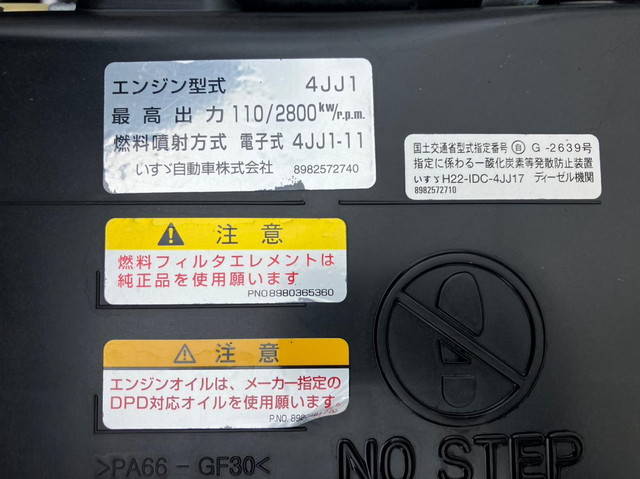 エンジン型式 4JJ1
最高出力 110/2800kW/r.p.m.
燃料噴射方式 電子式 4JJ1-11
いすゞ自動車株式会社 8982572740
国土交通省型式指定番号 自 G -2639号
指定に係わる一酸化炭素等発散防止装置
いすゞH22-IDC-4JJ17 ディーゼル機関
8982572710
注意
燃料フィルタエレメントは
純正品を使用願います
PNO8980365360
注意
エンジンオイルは、メーカー指定の
DPD対応オイルを使用願います
P.NO. 898
>PA66-GF30<
NO STEP